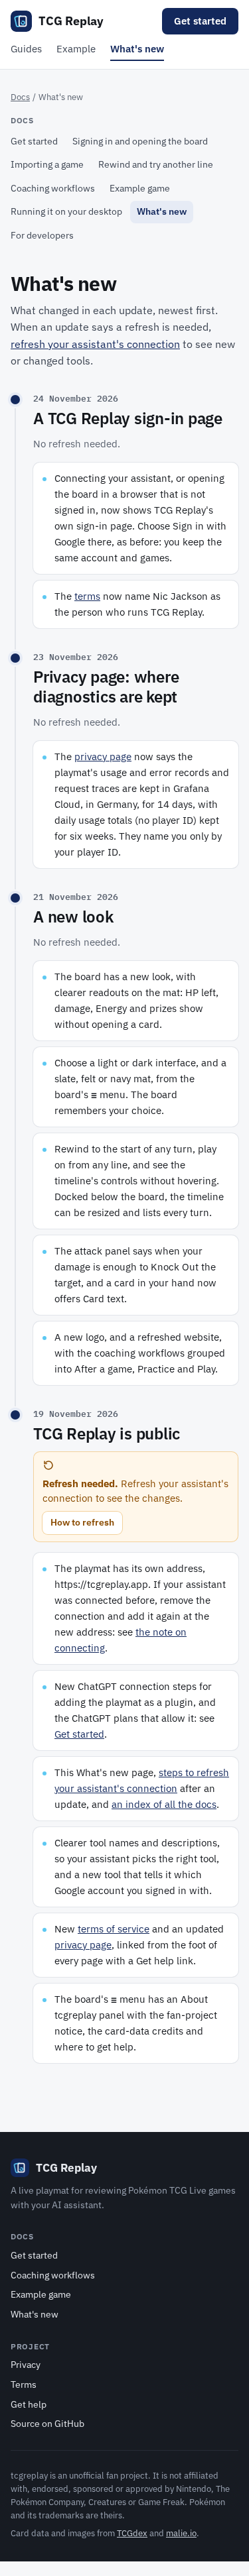 TCG Replay
Get started
Guides Example What's new
Docs / What's new
DOCS
Get started Signing in and opening the board
Importing a game Rewind and try another line
Coaching workflows Example game
Running it on your desktop What's new
For developers
What's new
What changed in each update, newest first.
When an update says a refresh is needed,
refresh your assistant's connection to see new
or changed tools.
24 November 2026
A TCG Replay sign-in page
No refresh needed.
Connecting your assistant, or opening
the board in a browser that is not
signed in, now shows TCG Replay's
own sign-in page. Choose Sign in with
Google there, as before: you keep the
same account and games.
The terms now name Nic Jackson as
the person who runs TCG Replay.
23 November 2026
Privacy page: where
diagnostics are kept
No refresh needed.
The privacy page now says the
playmat's usage and error records and
request traces are kept in Grafana
Cloud, in Germany, for 14 days, with
daily usage totals (no player ID) kept
for six weeks. They name you only by
your player ID.
21 November 2026
A new look
No refresh needed.
The board has a new look, with
clearer readouts on the mat: HP left,
damage, Energy and prizes show
without opening a card.
Choose a light or dark interface, and a
slate, felt or navy mat, from the
board's ≡ menu. The board
remembers your choice.
Rewind to the start of any turn, play
on from any line, and see the
timeline's controls without hovering.
Docked below the board, the timeline
can be resized and lists every turn.
The attack panel says when your
damage is enough to Knock Out the
target, and a card in your hand now
offers Card text.
A new logo, and a refreshed website,
with the coaching workflows grouped
into After a game, Practice and Play.
19 November 2026
TCG Replay is public
Refresh needed. Refresh your assistant's
connection to see the changes.
How to refresh
The playmat has its own address,
https://tcgreplay.app. If your assistant
was connected before, remove the
connection and add it again at the
new address: see the note on
connecting.
New ChatGPT connection steps for
adding the playmat as a plugin, and
the ChatGPT plans that allow it: see
Get started.
This What's new page, steps to refresh
your assistant's connection after an
update, and an index of all the docs.
Clearer tool names and descriptions,
so your assistant picks the right tool,
and a new tool that tells it which
Google account you signed in with.
New terms of service and an updated
privacy page, linked from the foot of
every page with a Get help link.
The board's ≡ menu has an About
tcgreplay panel with the fan-project
notice, the card-data credits and
where to get help.
TCG Replay
A live playmat for reviewing Pokémon TCG Live games
with your AI assistant.
DOCS
Get started
Coaching workflows
Example game
What's new
PROJECT
Privacy
Terms
Get help
Source on GitHub
tcgreplay is an unofficial fan project. It is not affiliated
with, endorsed, sponsored or approved by Nintendo, The
Pokémon Company, Creatures or Game Freak. Pokémon
and its trademarks are theirs.
Card data and images from TCGdex and malie.io.